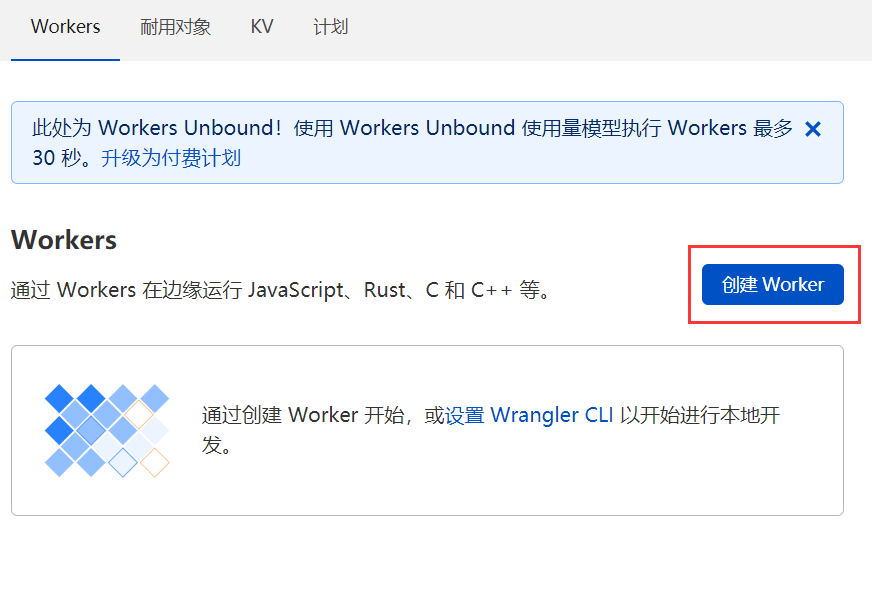 Workers 耐用对象 KV 计划
此处为 Workers Unbound！使用 Workers Unbound 使用量模型执行 Workers 最多
30 秒。升级为付费计划
Workers
通过 Workers 在边缘运行 JavaScript、Rust、C 和 C++ 等。
创建 Worker
通过创建 Worker 开始，或设置 Wrangler CLI 以开始进行本地开
发。